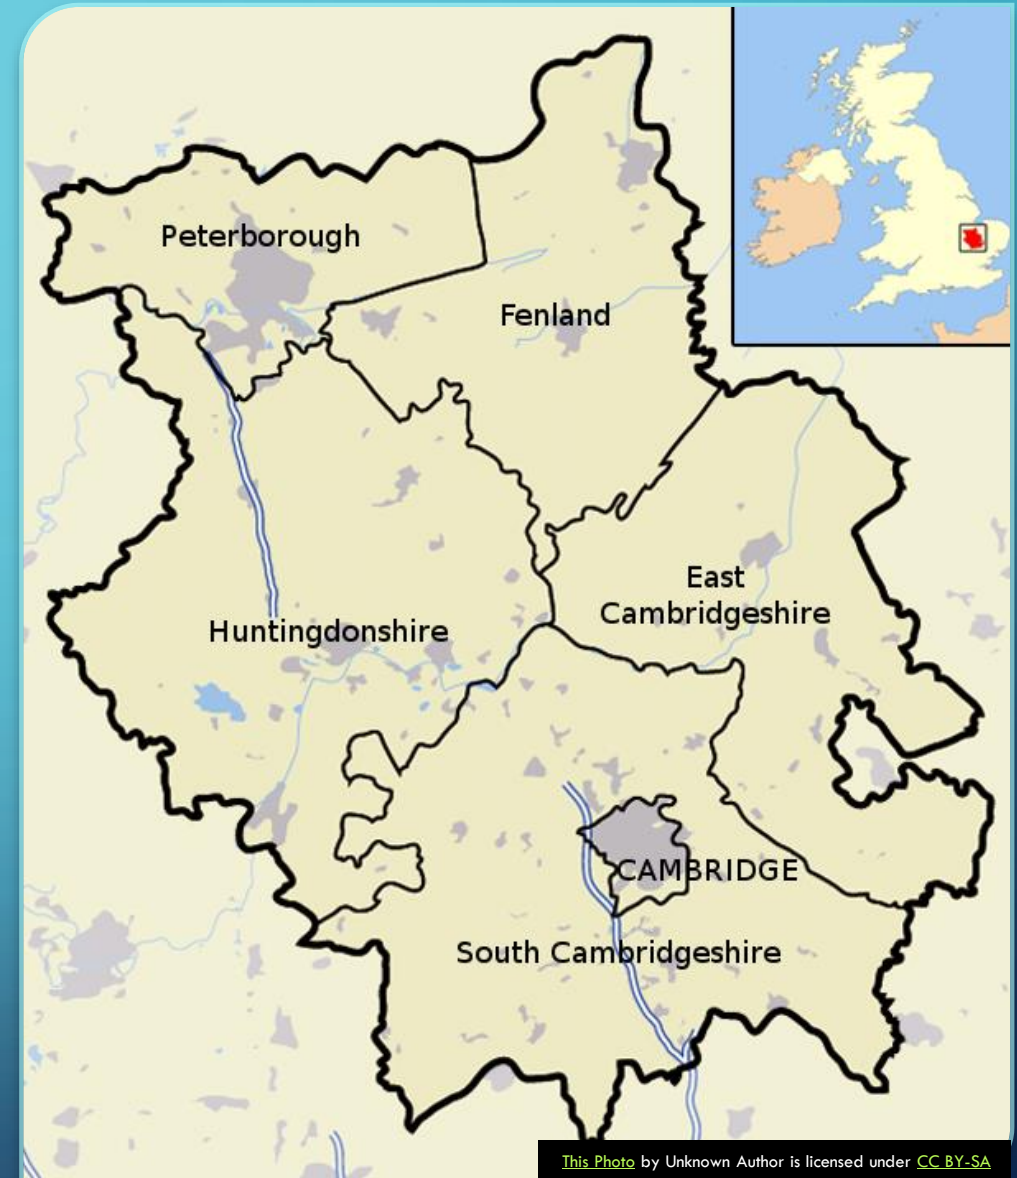 Peterborough
Fenland
East
Cambridgeshire
Huntingdonshire
CAMBRIDGE
South Cambridgeshire
This Photo by Unknown Author is licensed under CC BY-SA